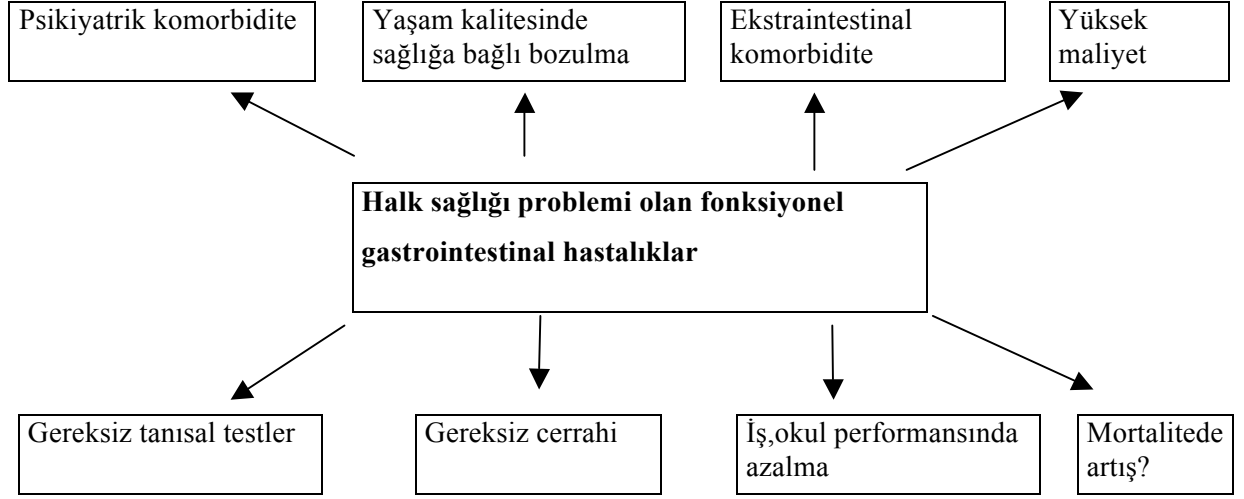 Psikiyatrik komorbidite
Yaşam kalitesinde
sağlığa bağlı bozulma
Ekstraintestinal
komorbidite
Yüksek
maliyet
Halk sağlığı problemi olan fonksiyonel
gastrointestinal hastalıklar
Gereksiz tanısal testler
Gereksiz cerrahi
İş,okul performansında
azalma
Mortalitede
artış?